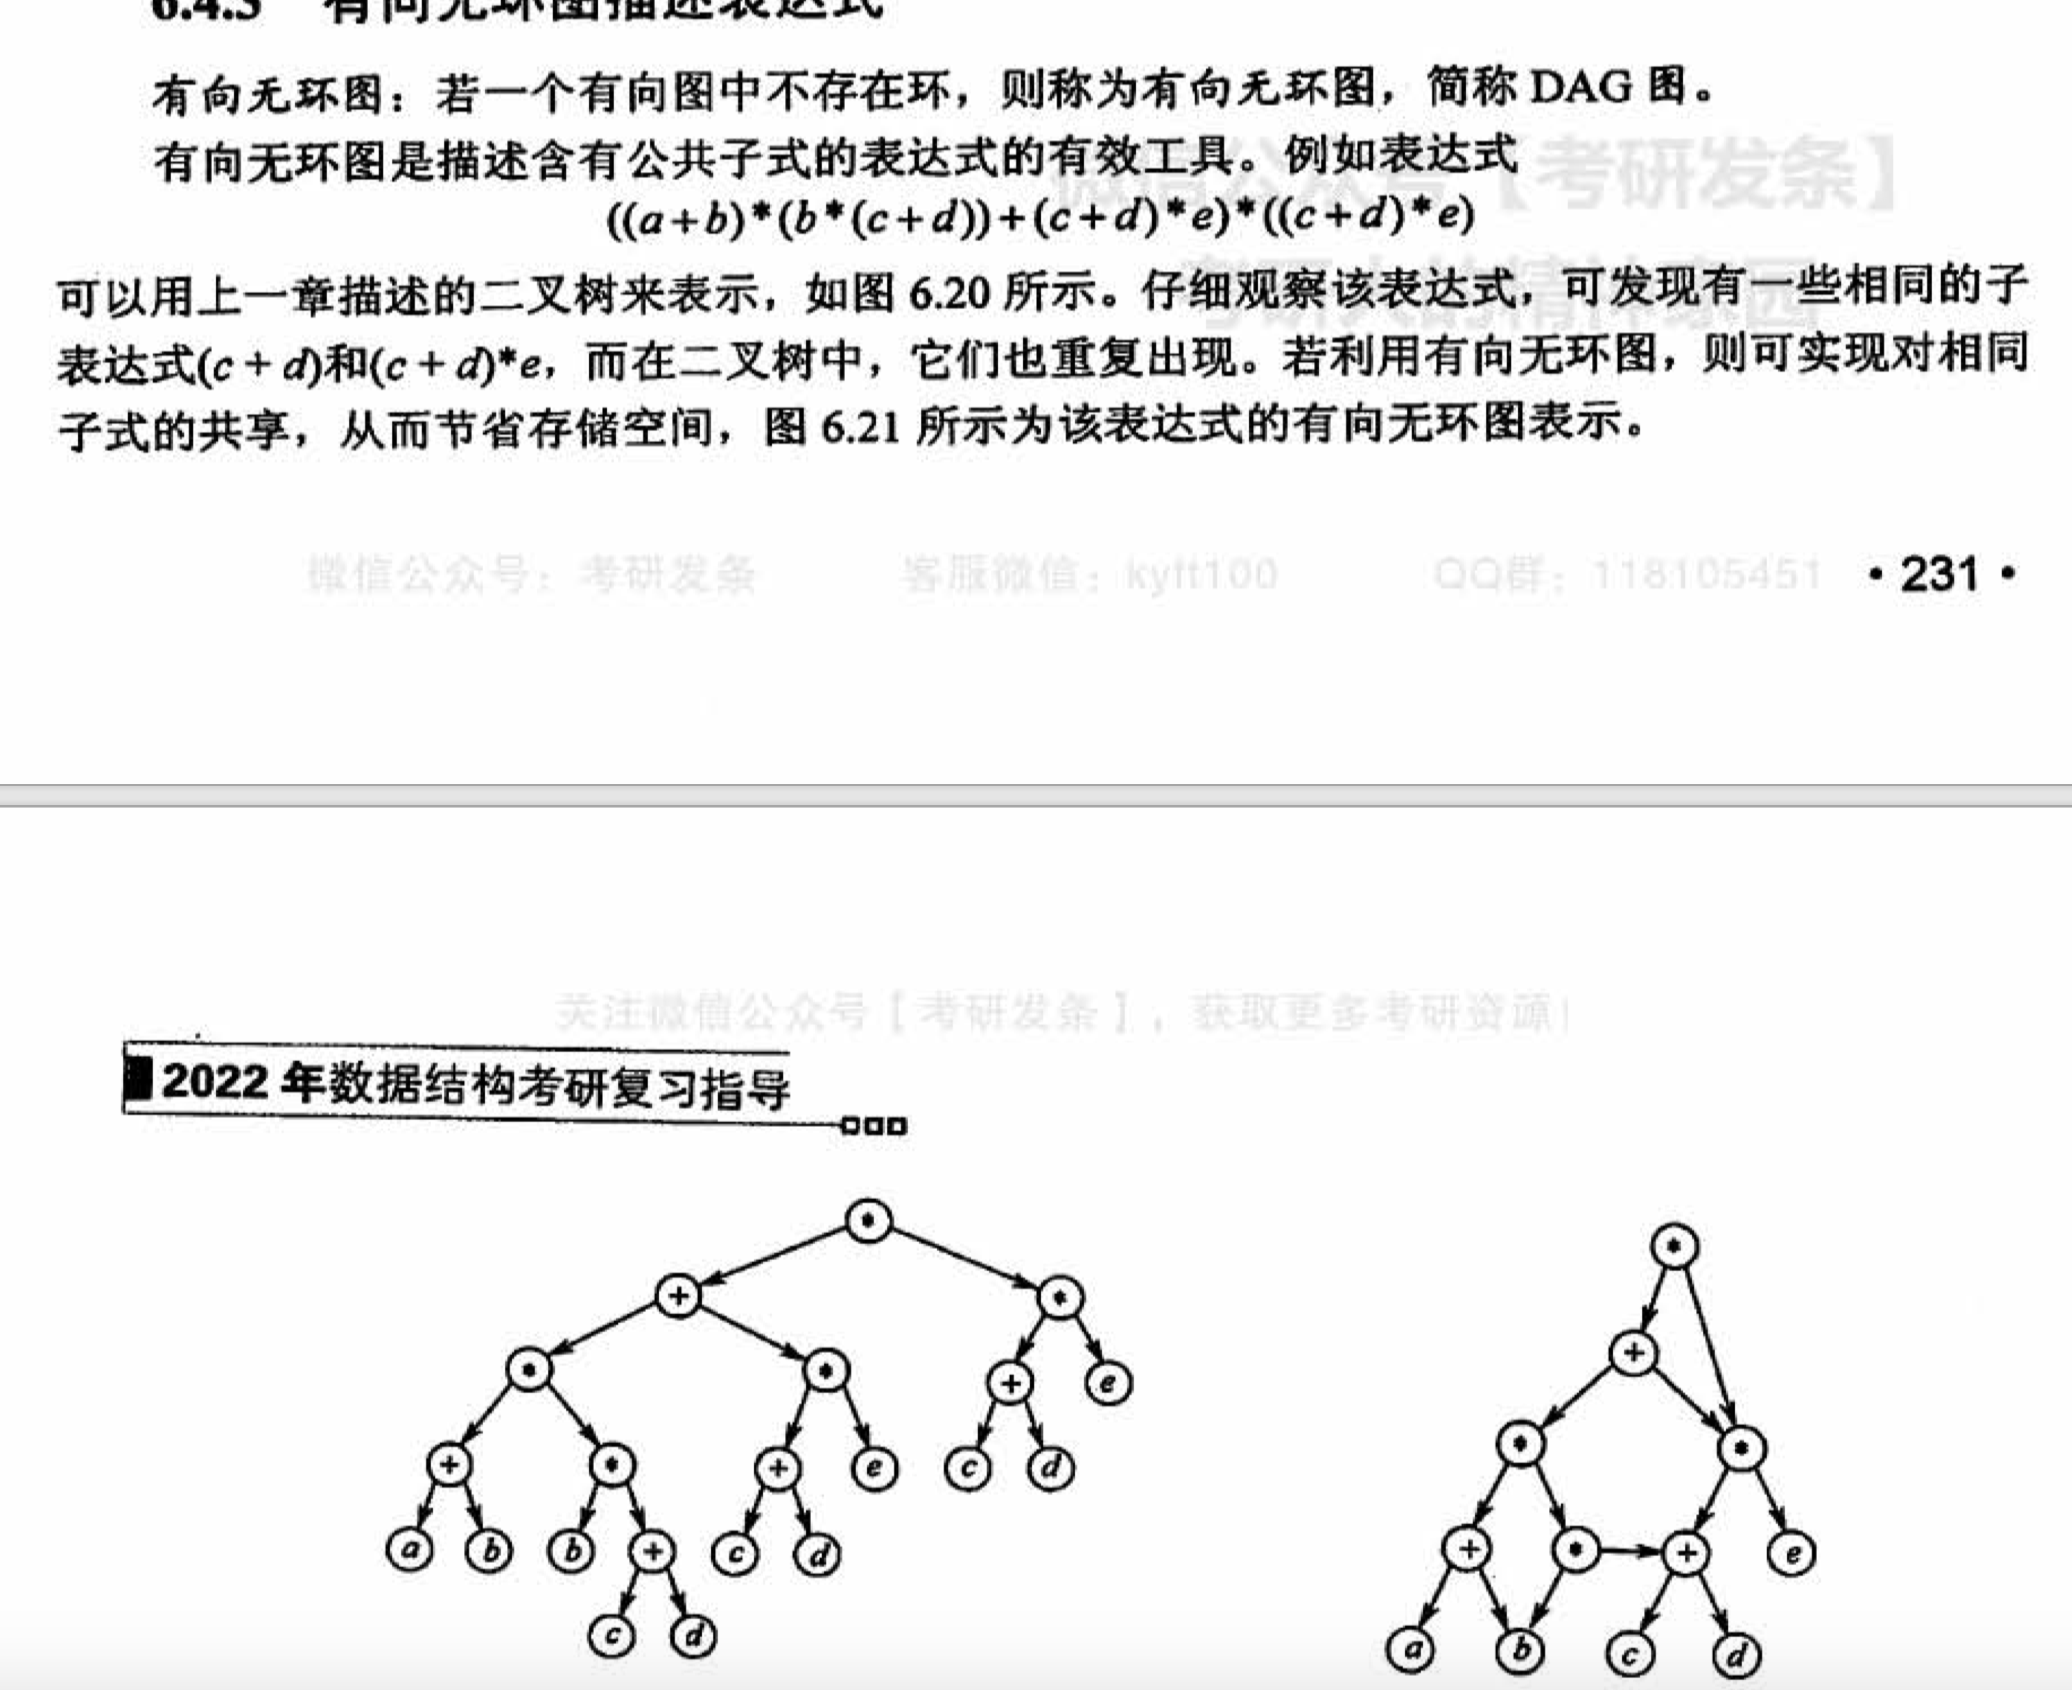 6.4.3 有向无环图描述表达式
有向无环图：若一个有向图中不存在环，则称为有向无环图，简称 DAG 图。
有向无环图是描述含有公共子式的表达式的有效工具。例如表达式
((a+b)*(b*(c+d))+(c+d)*e)*((c+d)*e)
可以用上一章描述的二叉树来表示，如图 6.20 所示。仔细观察该表达式，可发现有一些相同的子
表达式(c + d)和(c + d)*e，而在二叉树中，它们也重复出现。若利用有向无环图，则可实现对相同
子式的共享，从而节省存储空间，图 6.21 所示为该表达式的有向无环图表示。
微信公众号【考研发条】
微信公众号：考研发条 客服微信：kyft100 QQ群：118105451 • 231 •
关注微信公众号【考研发条】，获取更多考研资源！
2022 年数据结构考研复习指导
*
+ *
* * + e
+ * + e c d
a b b + c d
c d
*
+
* *
+ * + e
a b c d